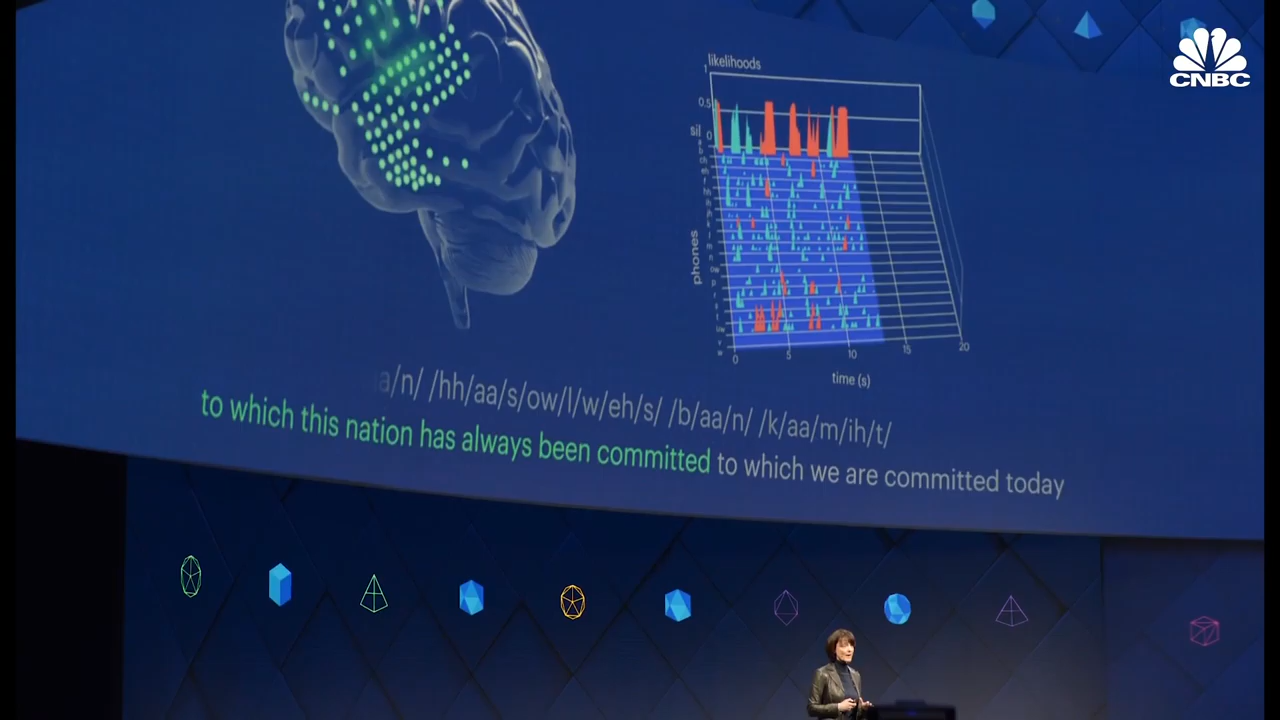 CNBC
likelihoods
1
0.5
0
sil
phones
0
5
10
15
20
time (s)
a/n/ /hh/aa/s/ow/l/w/eh/s/ /b/aa/n/ /k/aa/m/ih/t/
to which this nation has always been committed to which we are committed today